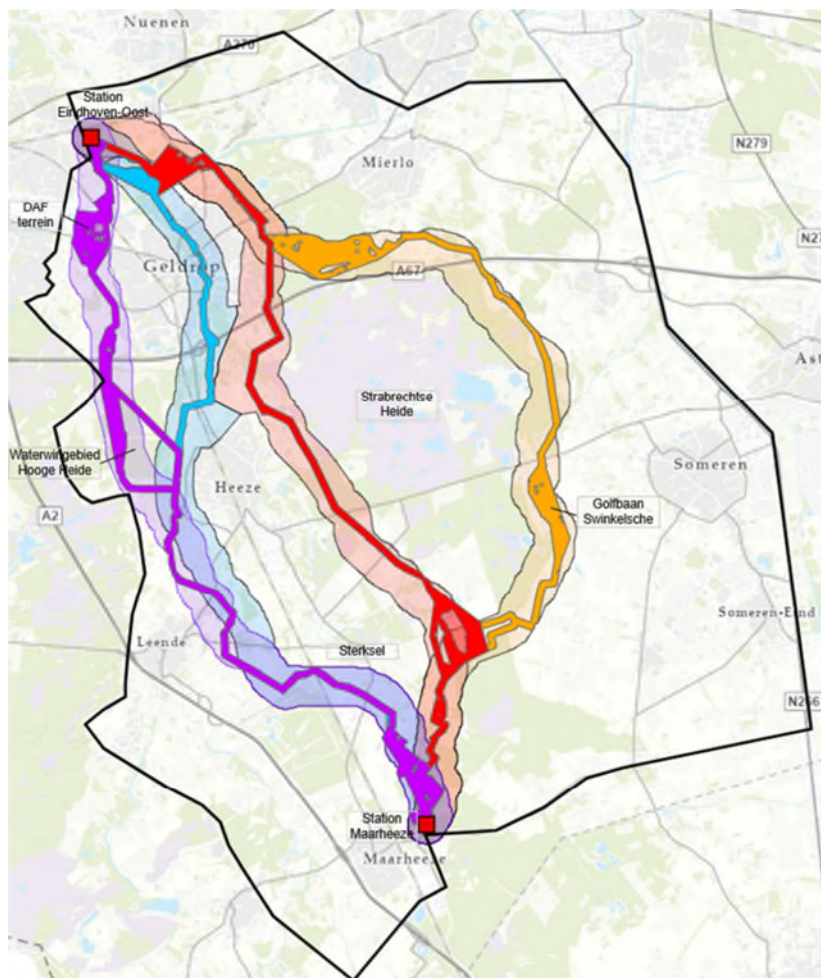 Nuenen
A270
Station
Eindhoven-Oost
Mierlo
N279
DAF
terrein
Geldrop
A67
Ast
Strabrechtse
Heide
Waterwingebied
Hooge Heide
Heeze
Someren
A2
Golfbaan
Swinkelsche
Someren-Eind
Leende
Sterksel
N266
Station
Maarheeze
Maarheeze